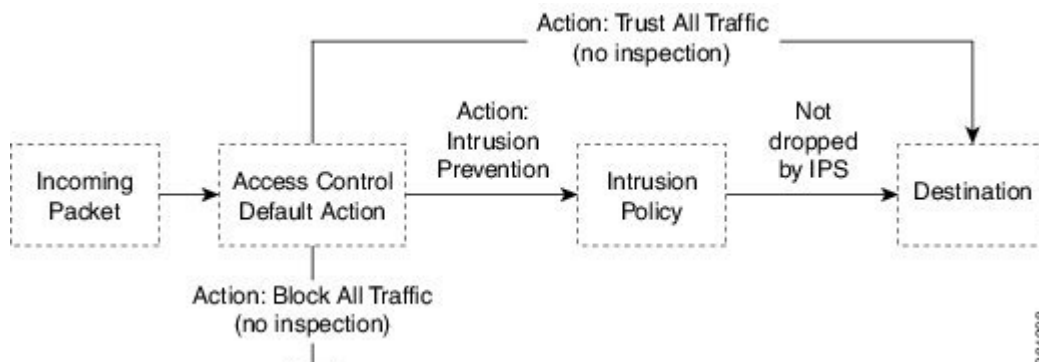 Action: Trust All Traffic
(no inspection)
Action:
Intrusion
Prevention
Not
dropped
by IPS
Incoming
Packet
Access Control
Default Action
Intrusion
Policy
Destination
Action: Block All Traffic
(no inspection)